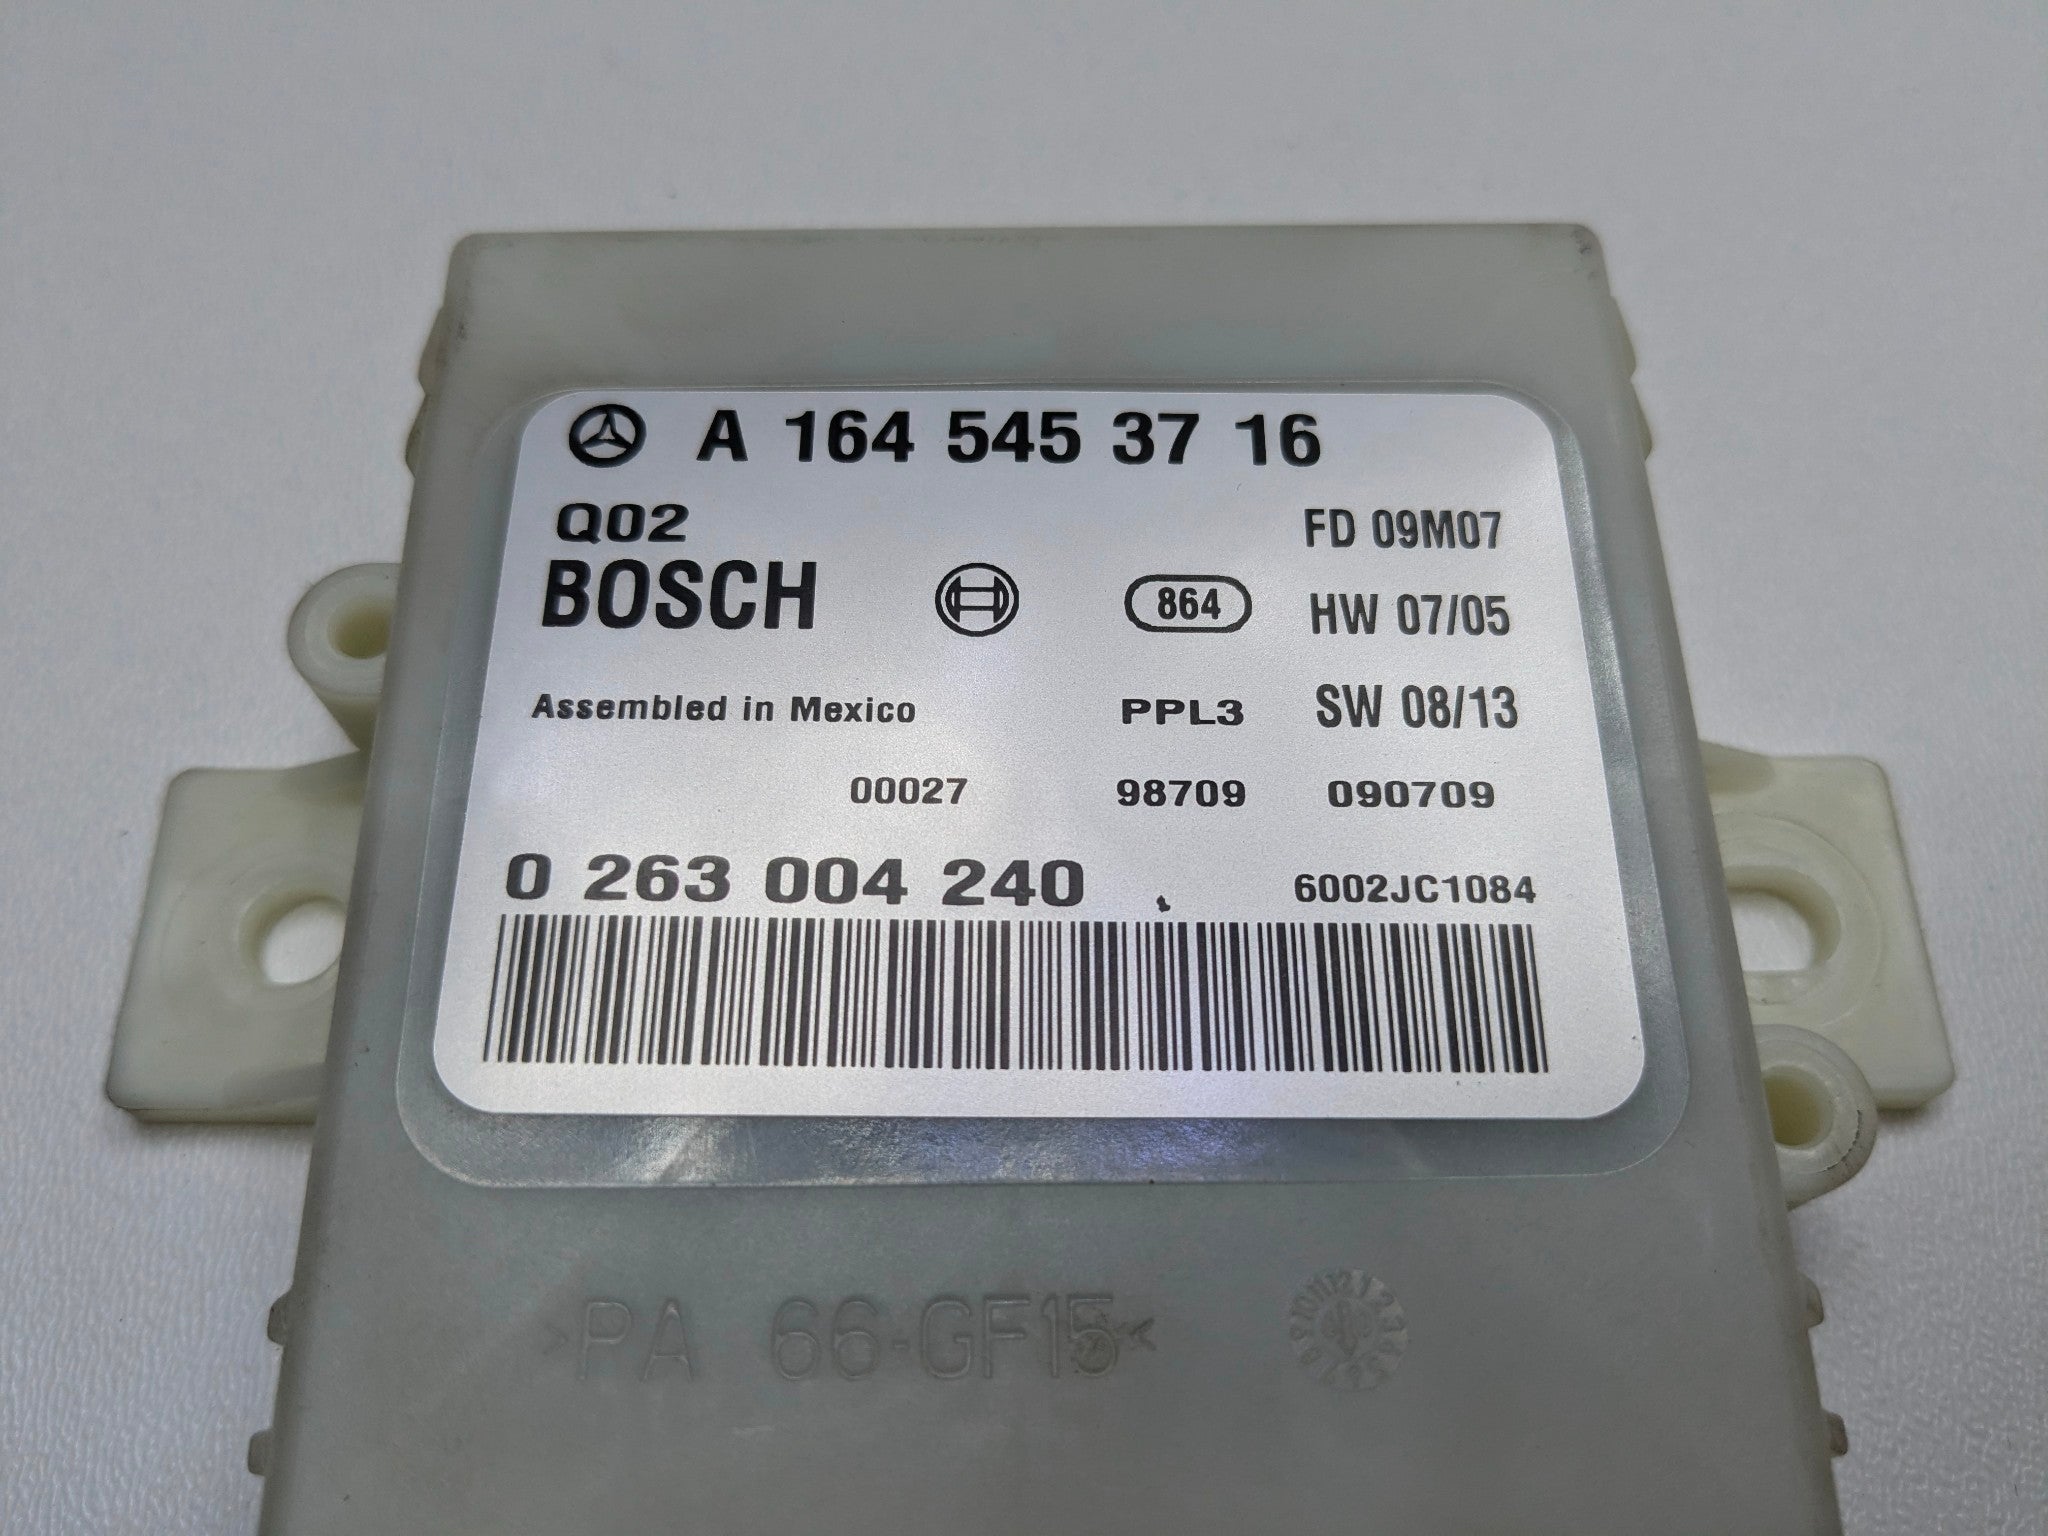 A 164 545 37 16
Q02 FD 09M07
BOSCH 864 HW 07/05
Assembled in Mexico PPL3 SW 08/13
00027 98709 090709
0 263 004 240 6002JC1084
>PA 66-GF15<